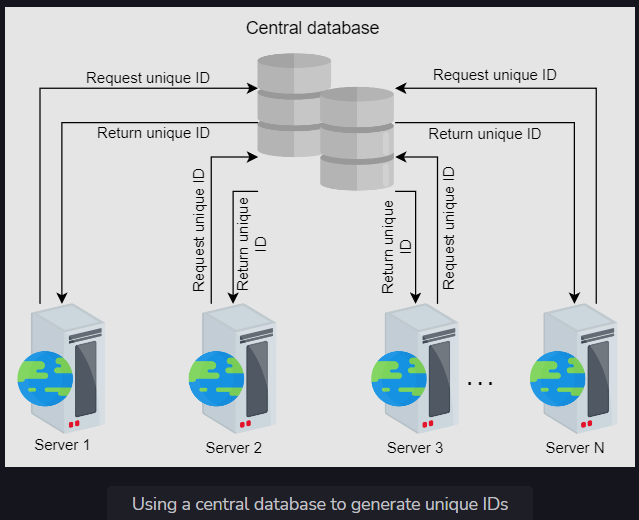 Central database
Request unique ID
Request unique ID
Return unique ID
Return unique ID
Request unique ID
Return unique
ID
Return unique
ID
Request unique ID
...
Server 1
Server 2
Server 3
Server N
Using a central database to generate unique IDs